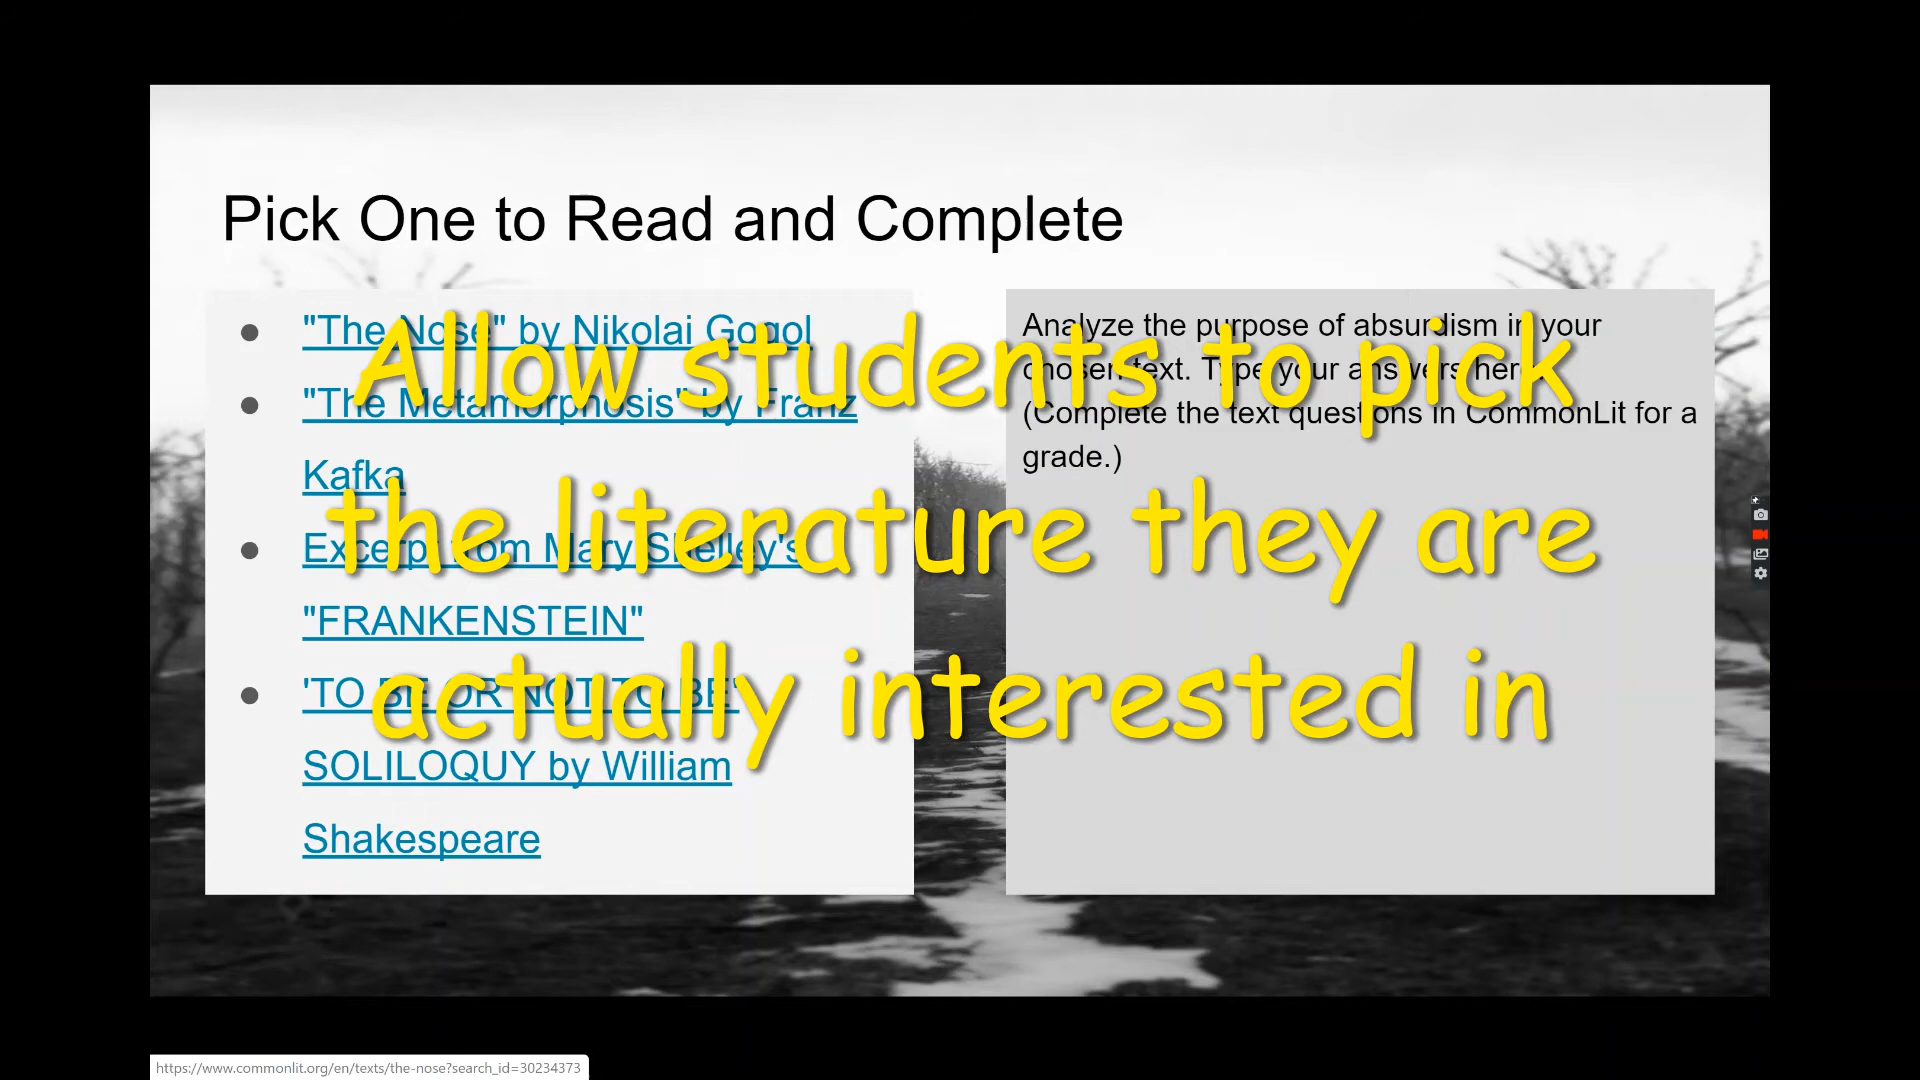 Pick One to Read and Complete
"The Nose" by Nikolai Gogol
"The Metamorphosis" by Franz
Kafka
Excerpt from Mary Shelley's
"FRANKENSTEIN"
'TO BE OR NOT TO BE'
SOLILOQUY by William
Shakespeare
Analyze the purpose of absurdism in your
chosen text. Type your answers here.
(Complete the text questions in CommonLit for a
grade.)
Allow students to pick
the literature they are
actually interested in
https://www.commonlit.org/en/texts/the-nose?search_id=30234373